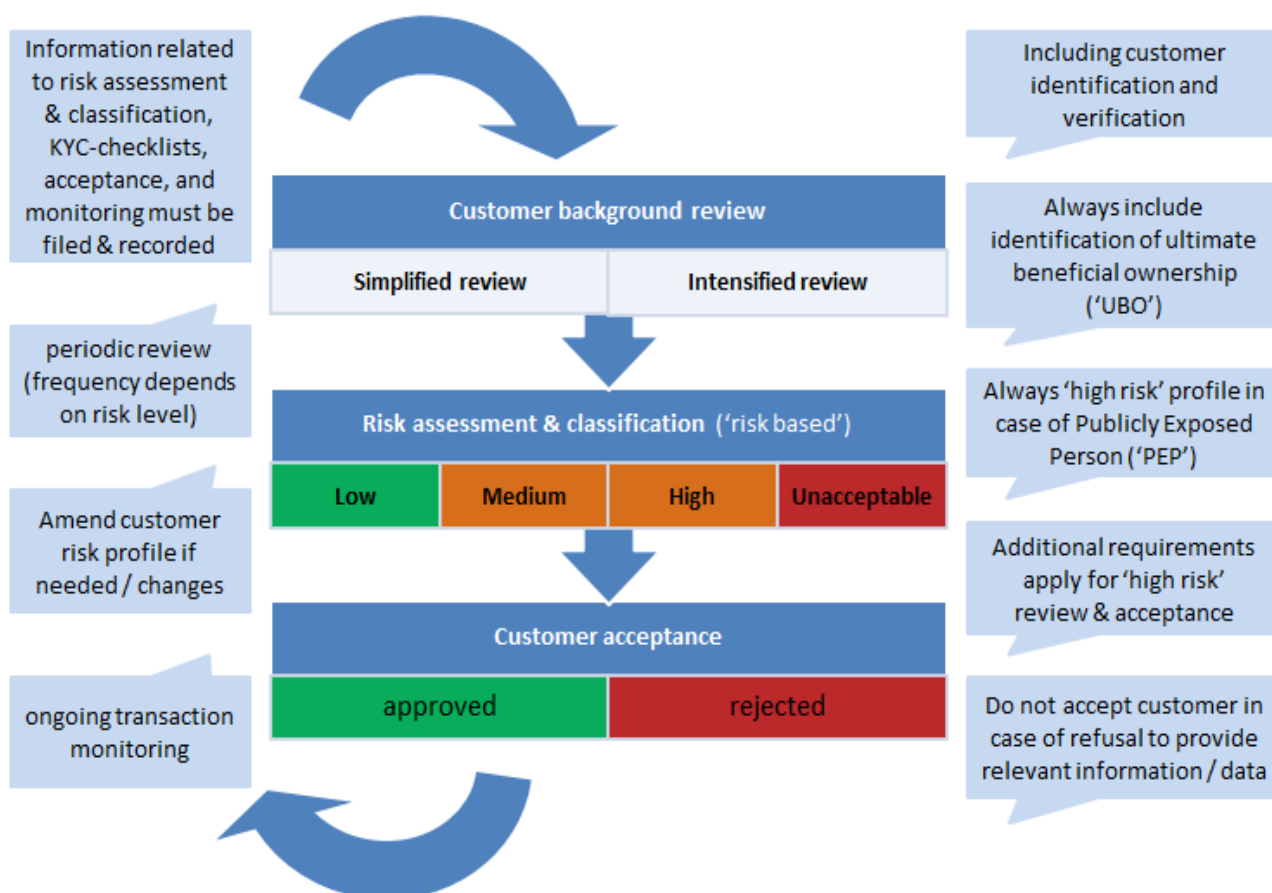 Information related
to risk assessment
& classification,
KYC-checklists,
acceptance, and
monitoring must be
filed & recorded
periodic review
(frequency depends
on risk level)
Amend customer
risk profile if
needed / changes
ongoing transaction
monitoring
Customer background review
Simplified review
Intensified review
Risk assessment & classification (‘risk based’)
Low
Medium
High
Unacceptable
Customer acceptance
approved
rejected
Including customer
identification and
verification
Always include
identification of ultimate
beneficial ownership
(‘UBO’)
Always ‘high risk’ profile in
case of Publicly Exposed
Person (‘PEP’)
Additional requirements
apply for ‘high risk’
review & acceptance
Do not accept customer in
case of refusal to provide
relevant information / data